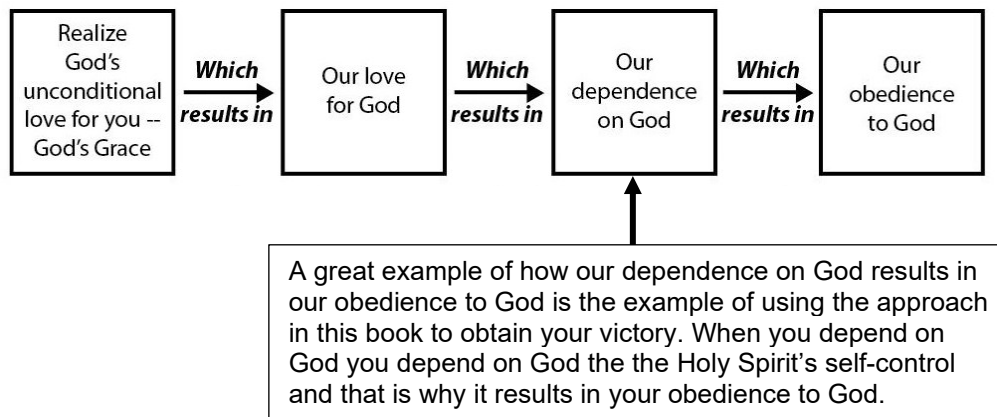 Realize
God's
unconditional
love for you --
God's Grace
Which
results in
Our love
for God
Which
results in
Our
dependence
on God
Which
results in
Our
obedience
to God
A great example of how our dependence on God results in
our obedience to God is the example of using the approach
in this book to obtain your victory. When you depend on
God you depend on God the the Holy Spirit's self-control
and that is why it results in your obedience to God.